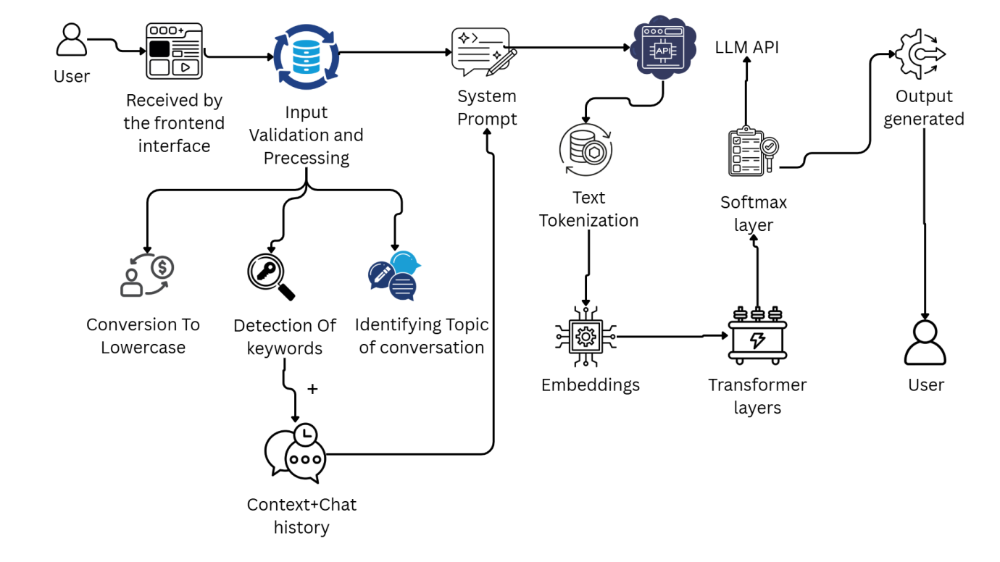 User
Received by
the frontend
interface
Input
Validation and
Precessing
System
Prompt
API
LLM API
Output
generated
Text
Tokenization
Softmax
layer
Conversion To
Lowercase
Detection Of
keywords
Identifying Topic
of conversation
+
Embeddings
Transformer
layers
User
Context+Chat
history